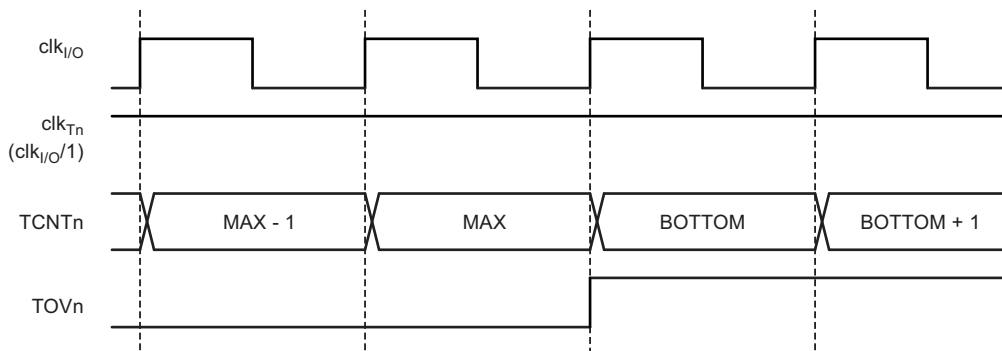 clkI/O
clkTn
(clkI/O/1)
TCNTn MAX - 1 MAX BOTTOM BOTTOM + 1
TOVn